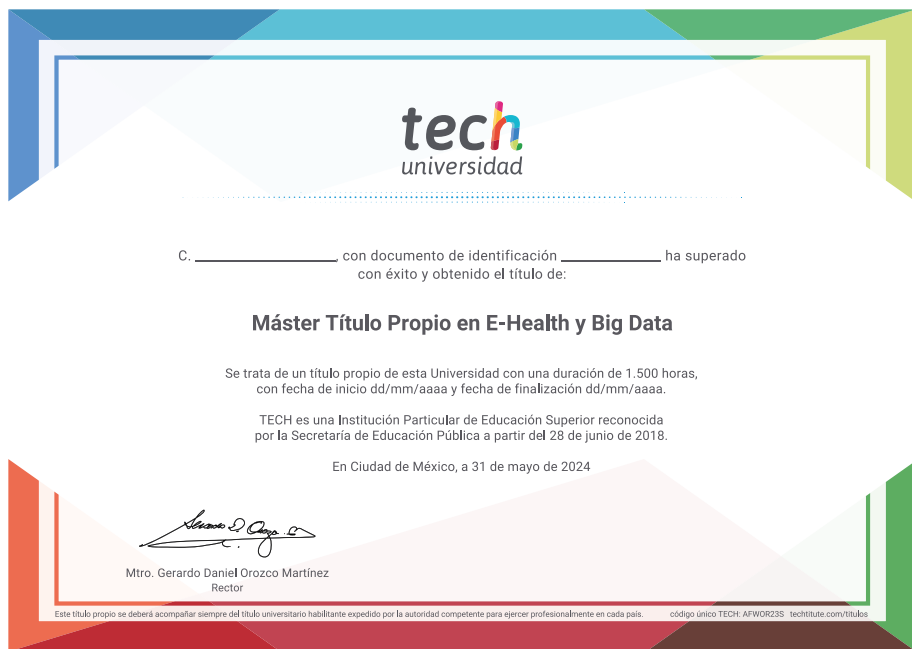 tech
universidad
C. ____________________, con documento de identificación ______________ ha superado
con éxito y obtenido el título de:
Máster Título Propio en E-Health y Big Data
Se trata de un título propio de esta Universidad con una duración de 1.500 horas,
con fecha de inicio dd/mm/aaaa y fecha de finalización dd/mm/aaaa.
TECH es una Institución Particular de Educación Superior reconocida
por la Secretaría de Educación Pública a partir del 28 de junio de 2018.
En Ciudad de México, a 31 de mayo de 2024
Mtro. Gerardo Daniel Orozco Martínez
Rector
Este título propio se deberá acompañar siempre del título universitario habilitante expedido por la autoridad competente para ejercer profesionalmente en cada país. código único TECH: AFWOR23S techtitute.com/titulos